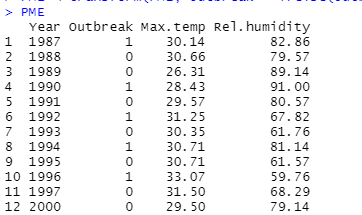 > PME
Year Outbreak Max.temp Rel.humidity
1 1987 1 30.14 82.86
2 1988 0 30.66 79.57
3 1989 0 26.31 89.14
4 1990 1 28.43 91.00
5 1991 0 29.57 80.57
6 1992 1 31.25 67.82
7 1993 0 30.35 61.76
8 1994 1 30.71 81.14
9 1995 0 30.71 61.57
10 1996 1 33.07 59.76
11 1997 0 31.50 68.29
12 2000 0 29.50 79.14